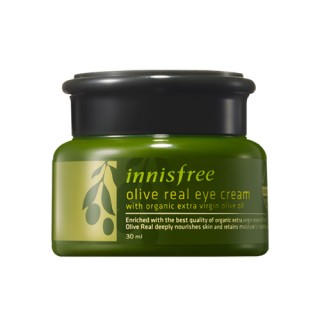 innisfree
olive real eye cream
with organic extra virgin olive oil
Enriched with the best quality of organic extra virgin
Olive Real deeply nourishes skin and retains moisture
30 ml